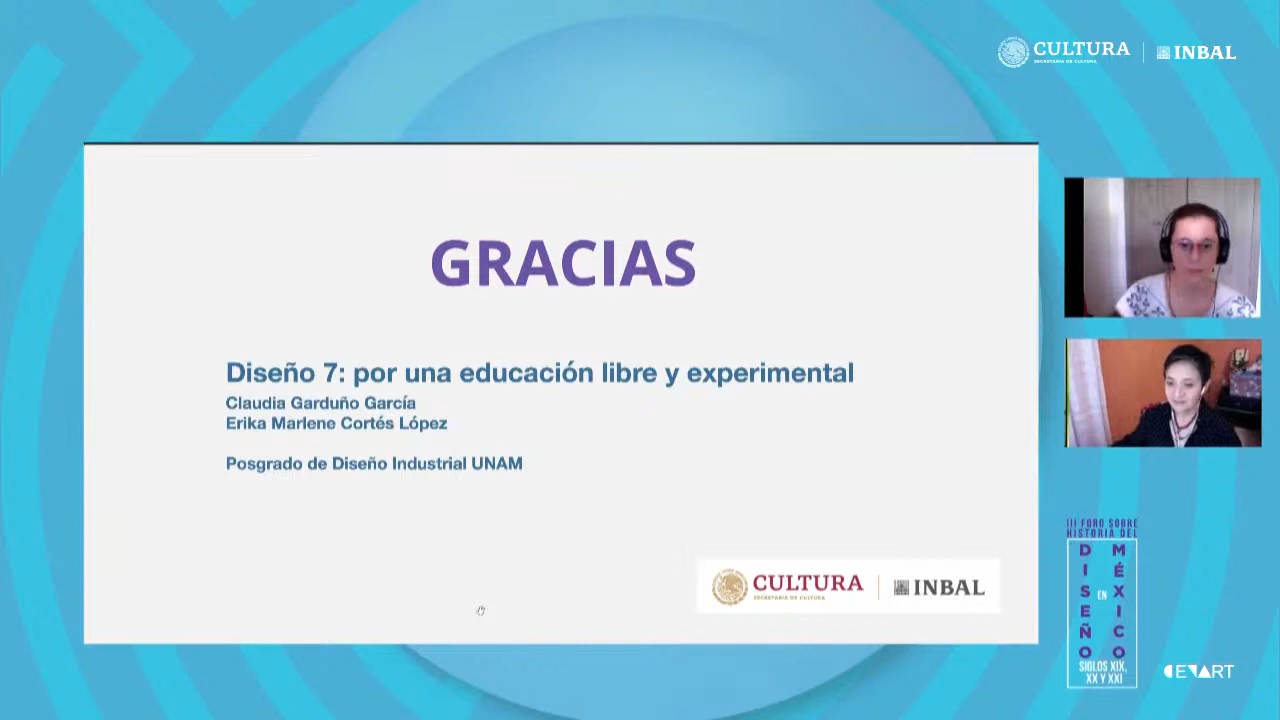 CULTURA
SECRETARÍA DE CULTURA
INBAL
GRACIAS
Diseño 7: por una educación libre y experimental
Claudia Garduño García
Erika Marlene Cortés López
Posgrado de Diseño Industrial UNAM
CULTURA
SECRETARÍA DE CULTURA
INBAL
III FORO SOBRE
HISTORIA DEL
DISEÑO
EN
MÉXICO
SIGLOS XIX,
XX Y XXI
CENART